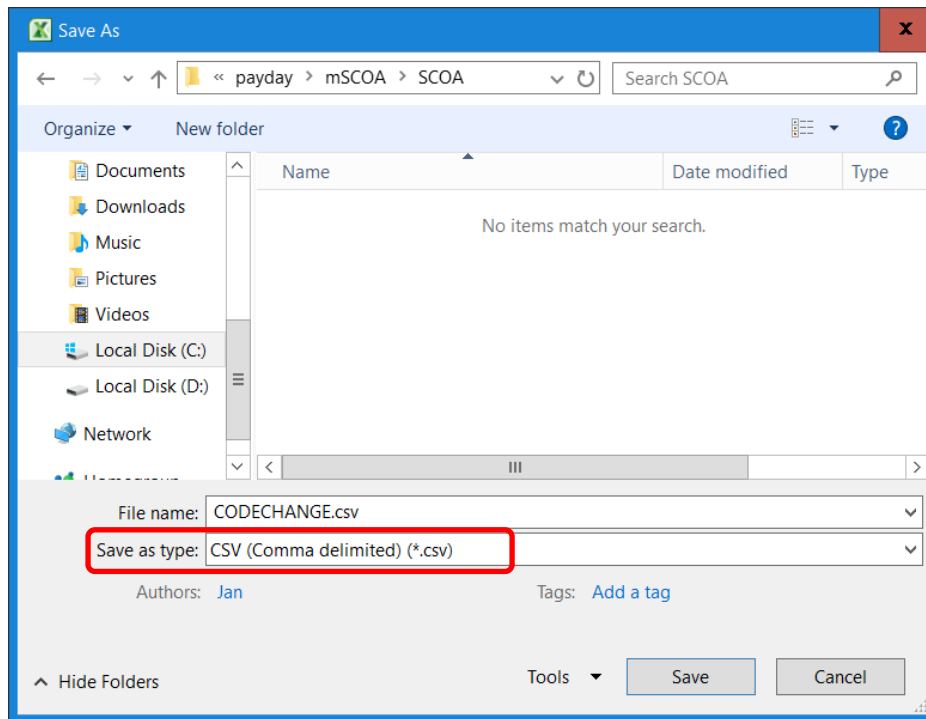 Save As
« payday > mSCOA > SCOA
Search SCOA
Organize
New folder
Name
Date modified
Type
Documents
Downloads
Music
Pictures
Videos
Local Disk (C:)
Local Disk (D:)
Network
No items match your search.
File name: CODECHANGE.csv
Save as type: CSV (Comma delimited) (*.csv)
Authors: Jan
Tags: Add a tag
Hide Folders
Tools
Save
Cancel